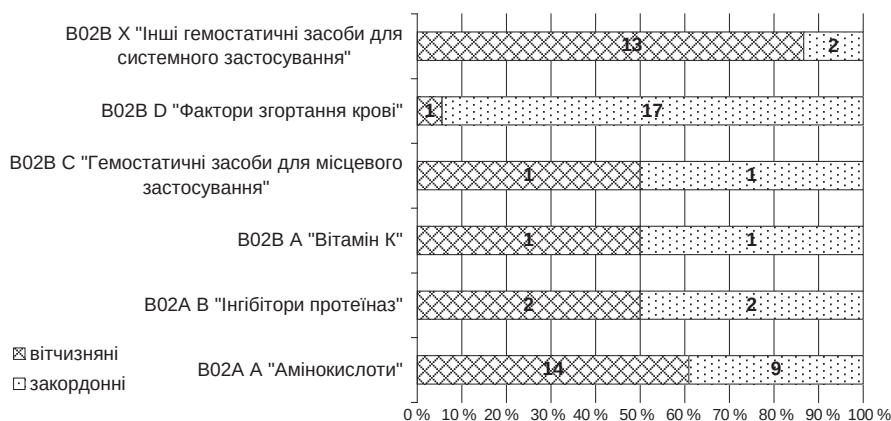 B02B X "Інші гемостатичні засоби для
системного застосування"
13
2
B02B D "Фактори згортання крові"
1
17
B02B C "Гемостатичні засоби для місцевого
застосування"
1
1
B02B A "Вітамін К"
1
1
B02A B "Інгібітори протеїназ"
2
2
вітчизняні
закордонні
B02A A "Амінокислоти"
14
9
0 % 10 % 20 % 30 % 40 % 50 % 60 % 70 % 80 % 90 % 100 %